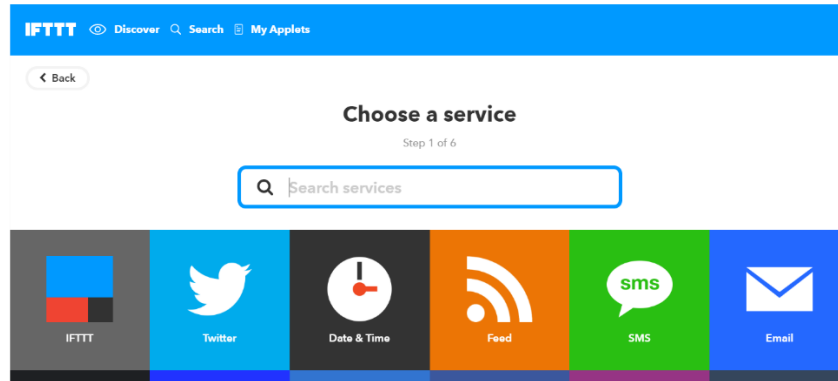 IFTTT Discover Search My Applets
Back
Choose a service
Step 1 of 6
Search services
sms
IFTTT Twitter Date & Time Feed SMS Email